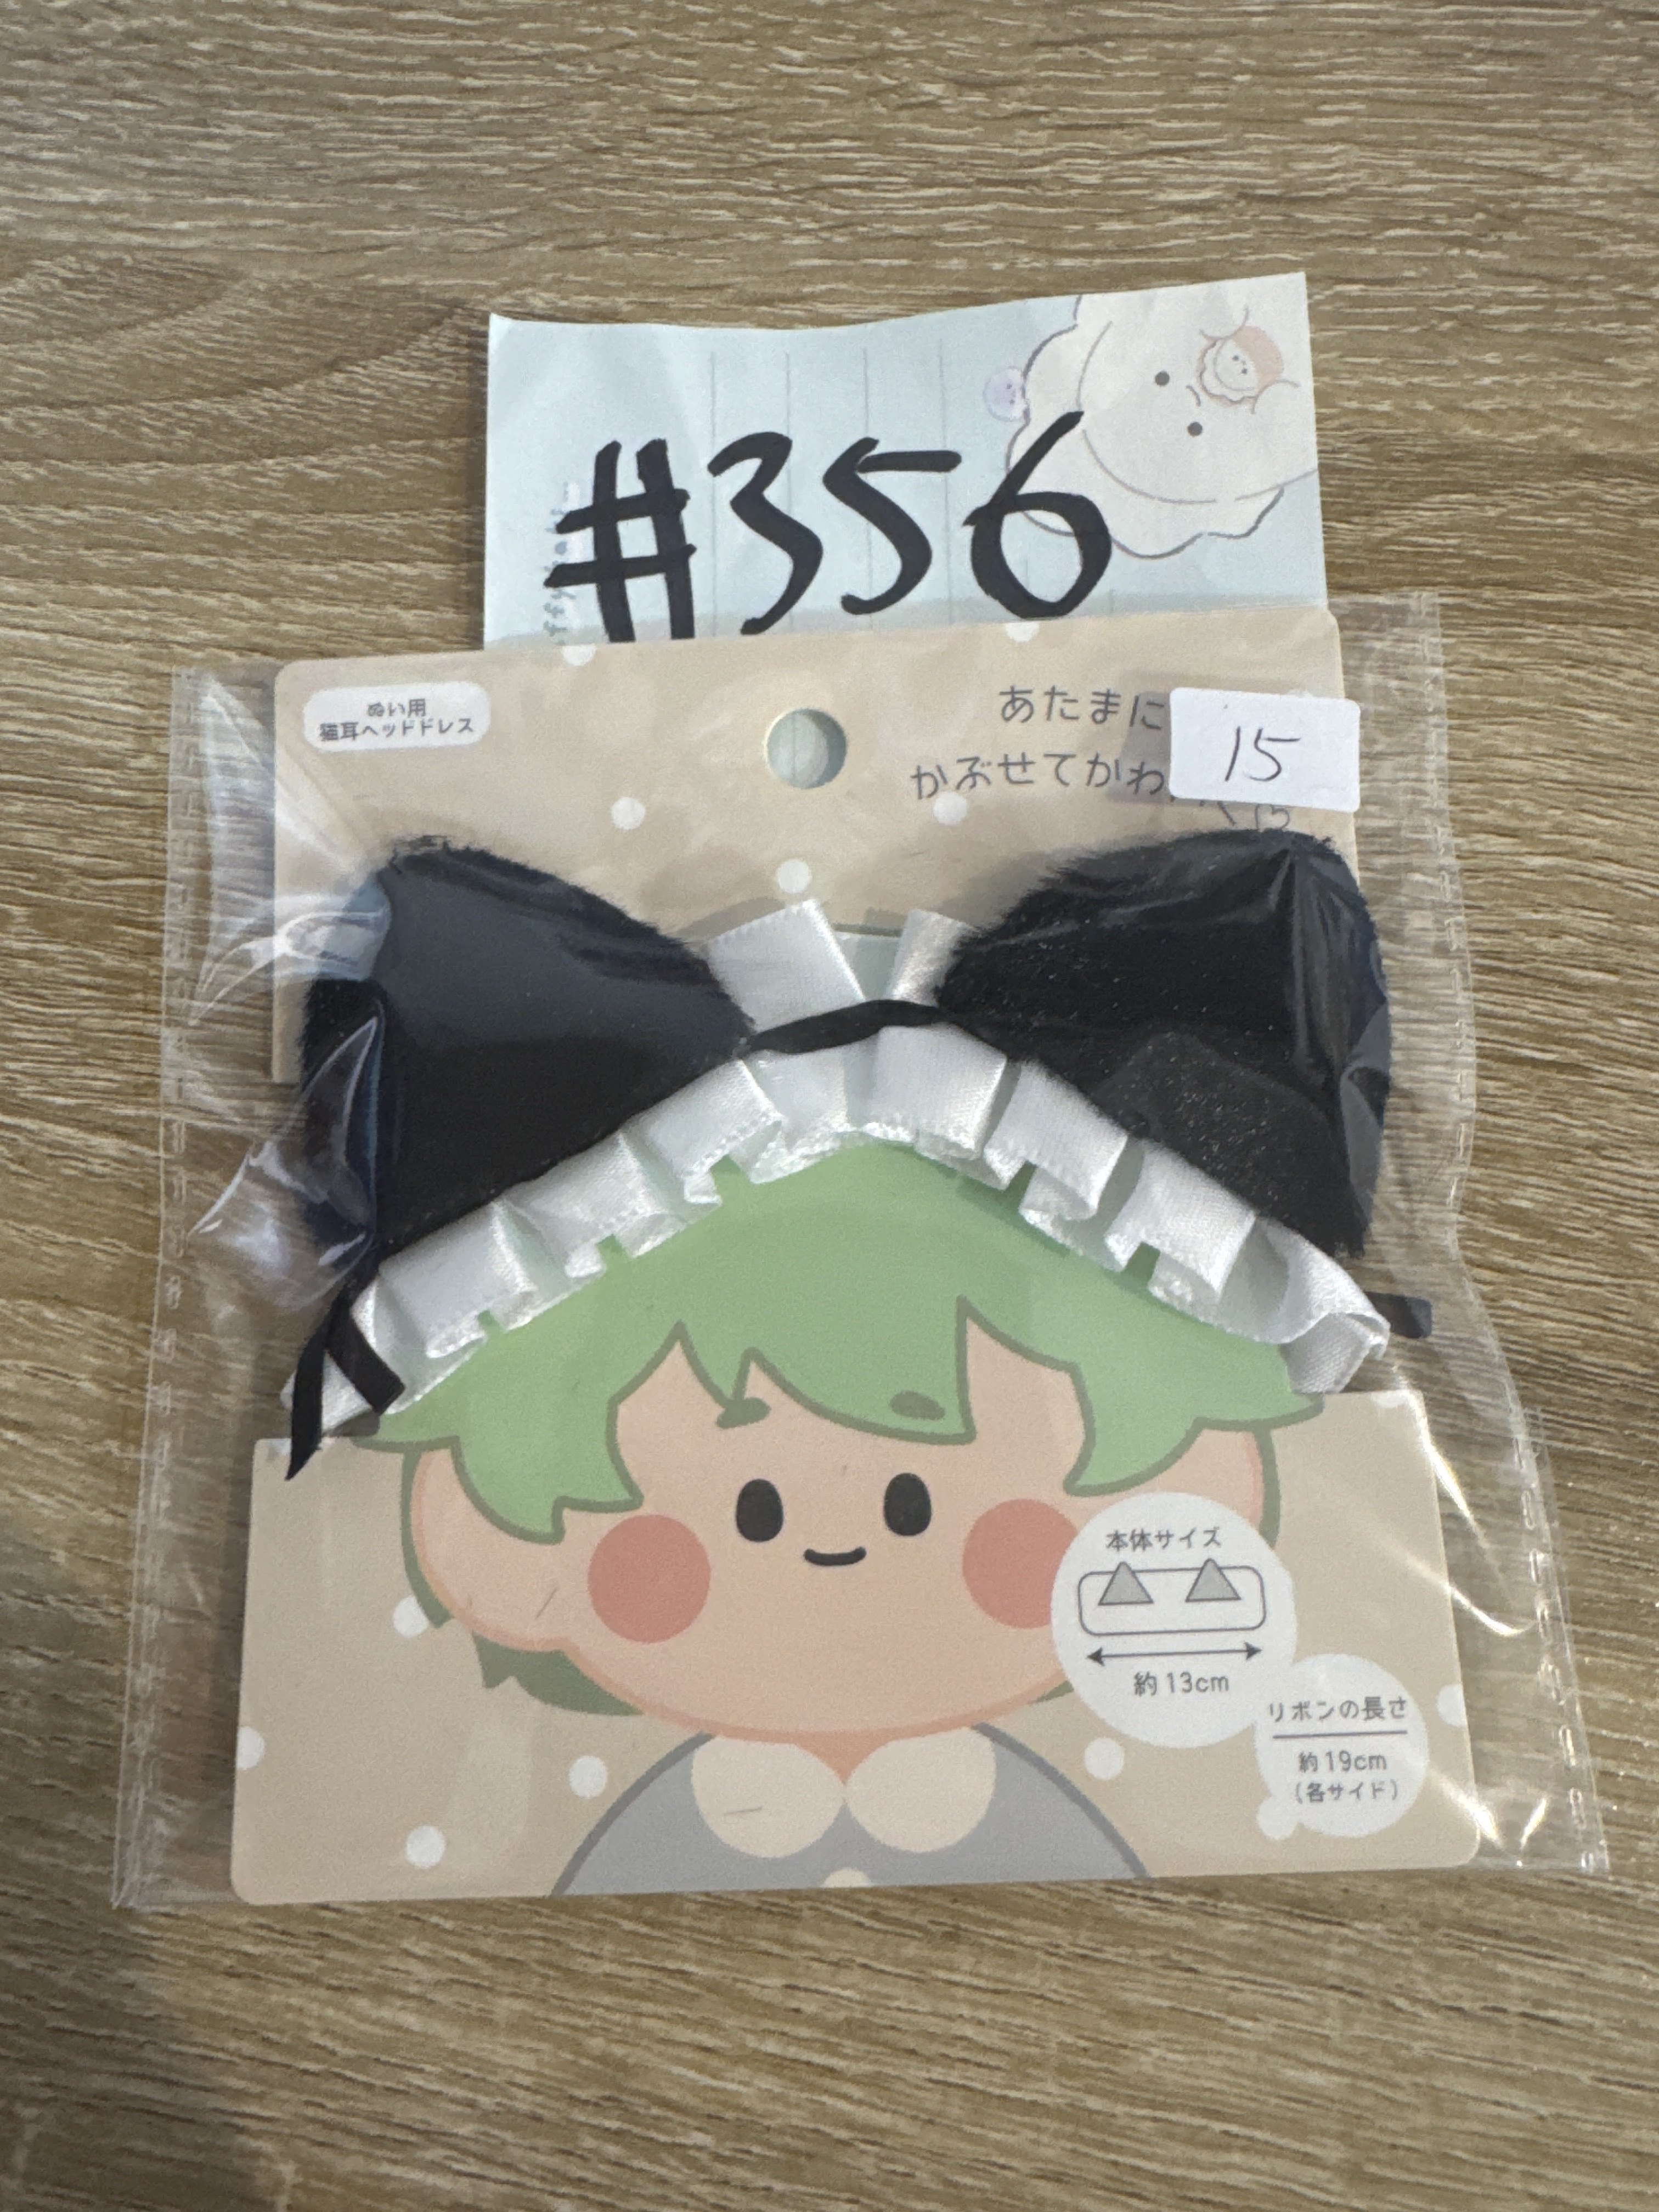 #356
ぬい用
猫耳ヘッドドレス
あたまに
かぶせてかわ
15
本体サイズ
約13cm
リボンの長さ
約19cm
(各サイド)